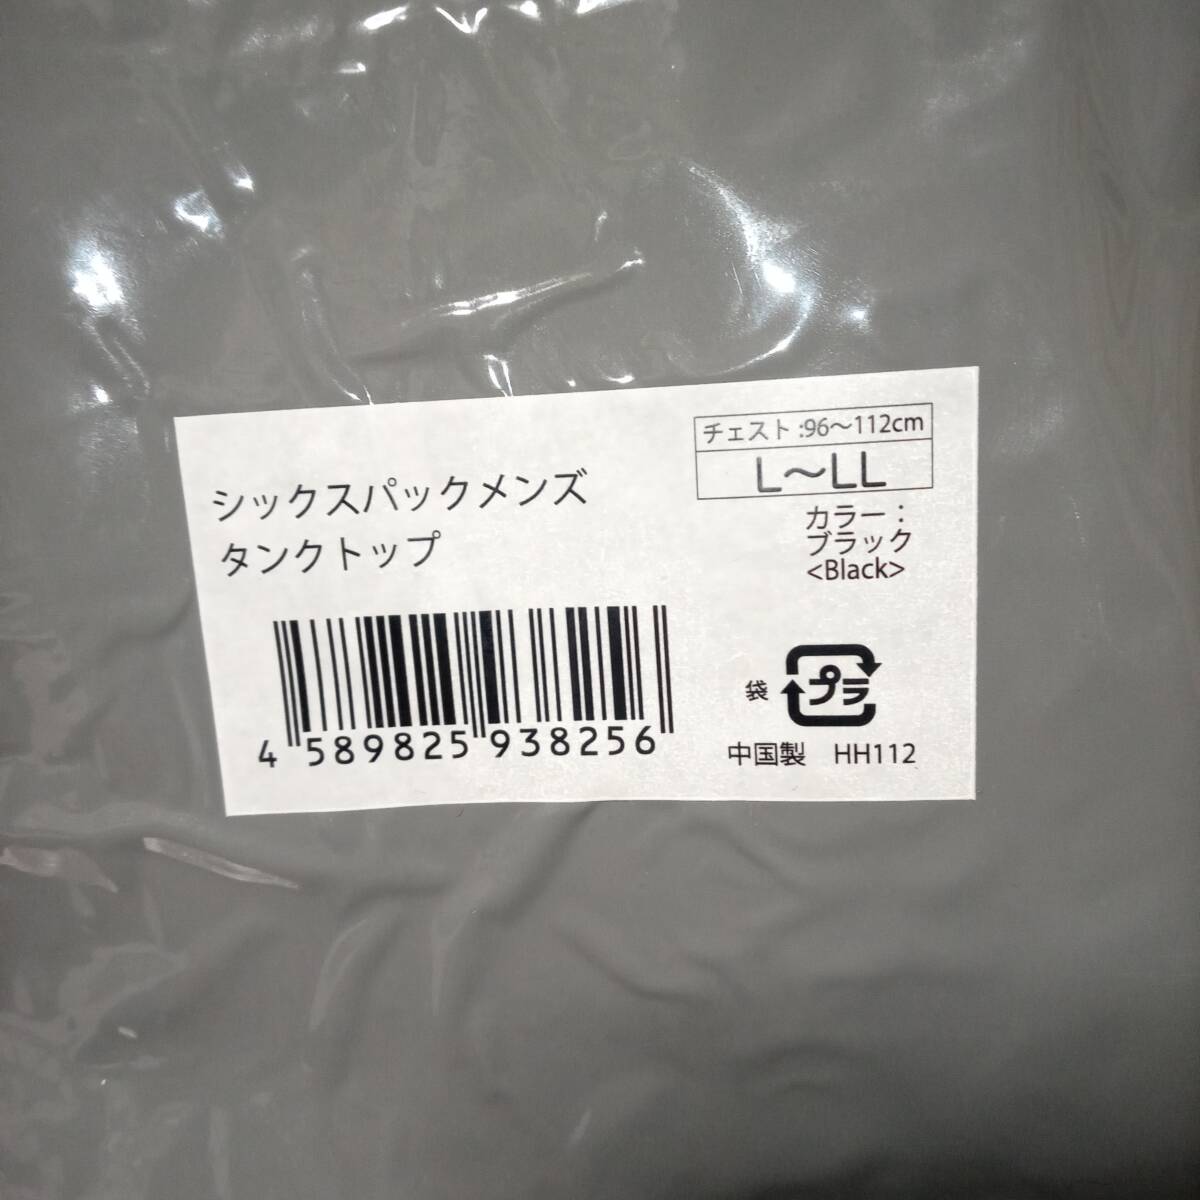 チェスト :96～112cm
L～LL
シックスパックメンズ
タンクトップ
カラー：
ブラック
<Black>
袋 プラ
4 589825 938256
中国製 HH112